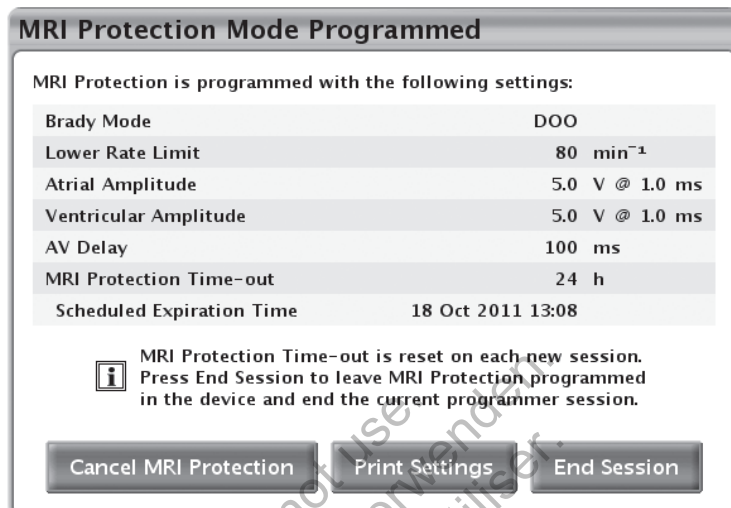 MRI Protection Mode Programmed
MRI Protection is programmed with the following settings:
Brady Mode DOO
Lower Rate Limit 80 min⁻¹
Atrial Amplitude 5.0 V @ 1.0 ms
Ventricular Amplitude 5.0 V @ 1.0 ms
AV Delay 100 ms
MRI Protection Time-out 24 h
Scheduled Expiration Time 18 Oct 2011 13:08
MRI Protection Time-out is reset on each new session.
Press End Session to leave MRI Protection programmed
in the device and end the current programmer session.
Cancel MRI Protection Print Settings End Session
not use.
verwenden.
utiliser.